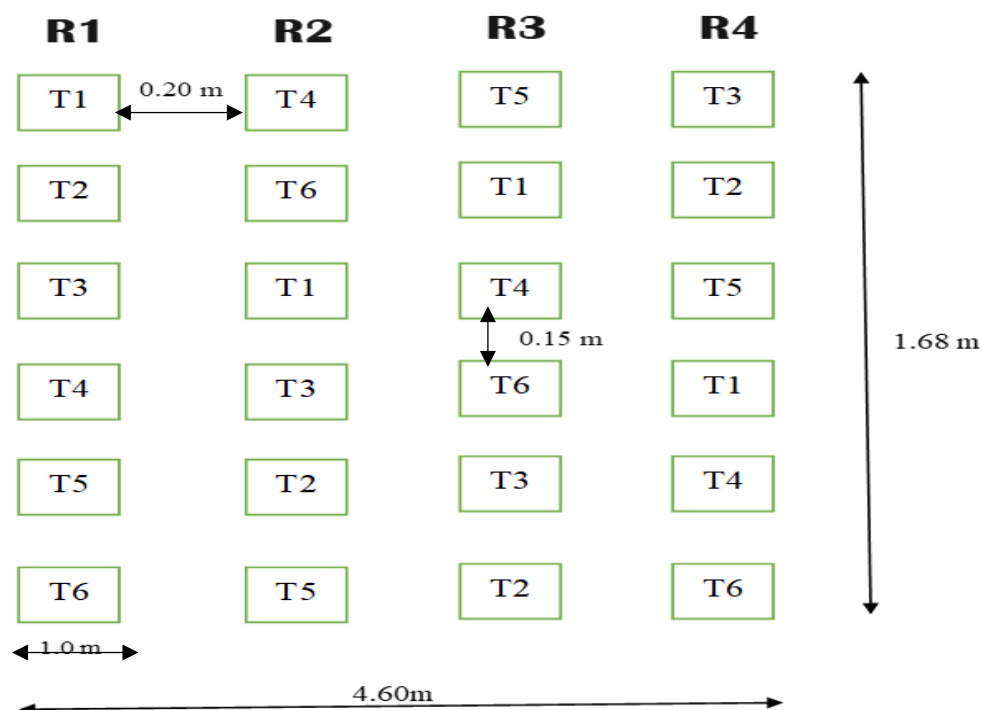 R1 R2 R3 R4
T1 0.20 m T4 T5 T3
T2 T6 T1 T2
T3 T1 T4 T5
0.15 m 1.68 m
T4 T3 T6 T1
T5 T2 T3 T4
T6 T5 T2 T6
1.0 m
4.60m